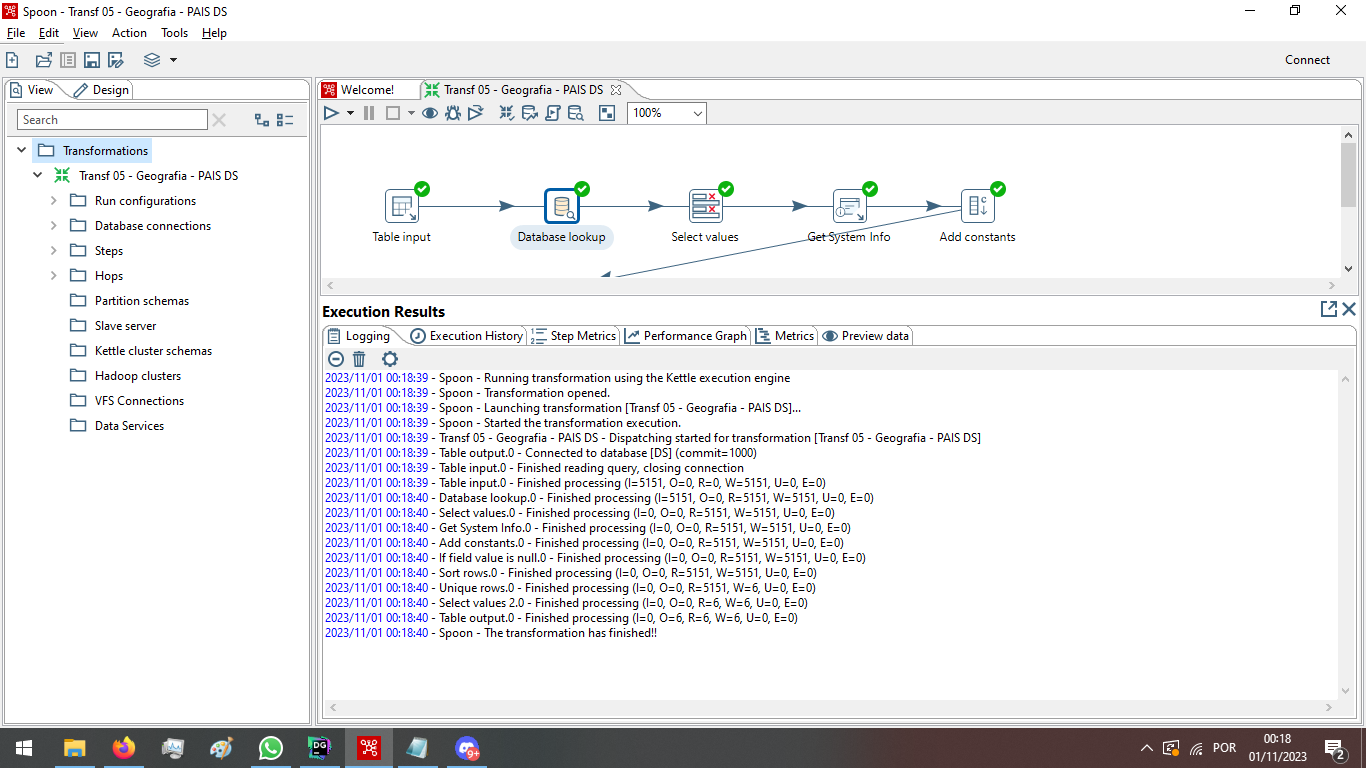 Spoon - Transf 05 - Geografia - PAIS DS
File Edit View Action Tools Help
Connect
View Design
Search
Transformations
Transf 05 - Geografia - PAIS DS
Run configurations
Database connections
Steps
Hops
Partition schemas
Slave server
Kettle cluster schemas
Hadoop clusters
VFS Connections
Data Services
Welcome! Transf 05 - Geografia - PAIS DS
100%
Table input Database lookup Select values Get System Info Add constants
Execution Results
Logging Execution History Step Metrics Performance Graph Metrics Preview data
2023/11/01 00:18:39 - Spoon - Running transformation using the Kettle execution engine
2023/11/01 00:18:39 - Spoon - Transformation opened.
2023/11/01 00:18:39 - Spoon - Launching transformation [Transf 05 - Geografia - PAIS DS]...
2023/11/01 00:18:39 - Spoon - Started the transformation execution.
2023/11/01 00:18:39 - Transf 05 - Geografia - PAIS DS - Dispatching started for transformation [Transf 05 - Geografia - PAIS DS]
2023/11/01 00:18:39 - Table output.0 - Connected to database [DS] (commit=1000)
2023/11/01 00:18:39 - Table input.0 - Finished reading query, closing connection
2023/11/01 00:18:39 - Table input.0 - Finished processing (I=5151, O=0, R=0, W=5151, U=0, E=0)
2023/11/01 00:18:40 - Database lookup.0 - Finished processing (I=5151, O=0, R=5151, W=5151, U=0, E=0)
2023/11/01 00:18:40 - Select values.0 - Finished processing (I=0, O=0, R=5151, W=5151, U=0, E=0)
2023/11/01 00:18:40 - Get System Info.0 - Finished processing (I=0, O=0, R=5151, W=5151, U=0, E=0)
2023/11/01 00:18:40 - Add constants.0 - Finished processing (I=0, O=0, R=5151, W=5151, U=0, E=0)
2023/11/01 00:18:40 - If field value is null.0 - Finished processing (I=0, O=0, R=5151, W=5151, U=0, E=0)
2023/11/01 00:18:40 - Sort rows.0 - Finished processing (I=0, O=0, R=5151, W=5151, U=0, E=0)
2023/11/01 00:18:40 - Unique rows.0 - Finished processing (I=0, O=0, R=5151, W=6, U=0, E=0)
2023/11/01 00:18:40 - Select values 2.0 - Finished processing (I=0, O=0, R=6, W=6, U=0, E=0)
2023/11/01 00:18:40 - Table output.0 - Finished processing (I=0, O=6, R=6, W=6, U=0, E=0)
2023/11/01 00:18:40 - Spoon - The transformation has finished!!
DG
9+
POR
00:18
01/11/2023
2